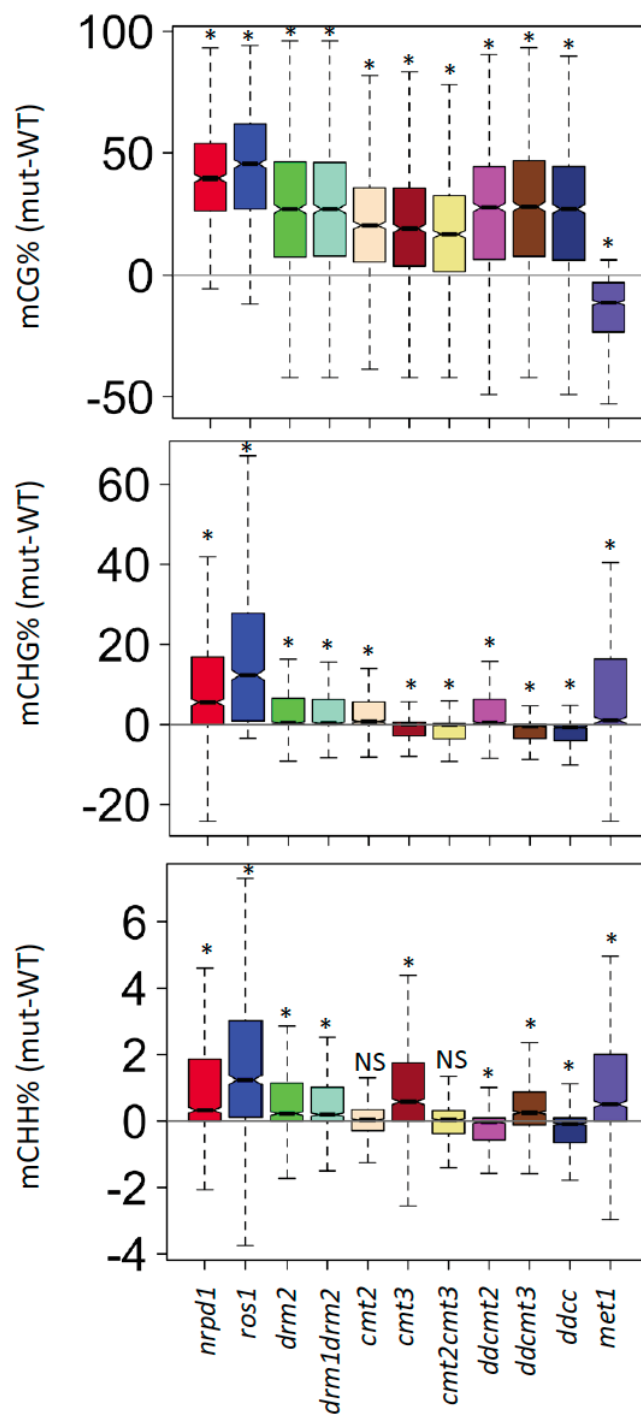 mCG% (mut-WT)
100
50
0
-50
* * * * * * * * * * *
mCHG% (mut-WT)
60
40
20
0
-20
* * * * * * * * * * *
mCHH% (mut-WT)
6
4
2
0
-2
-4
* * * * NS * NS * * * *
nrpd1
ros1
drm2
drm1drm2
cmt2
cmt3
cmt2cmt3
ddcmt2
ddcmt3
ddcc
met1